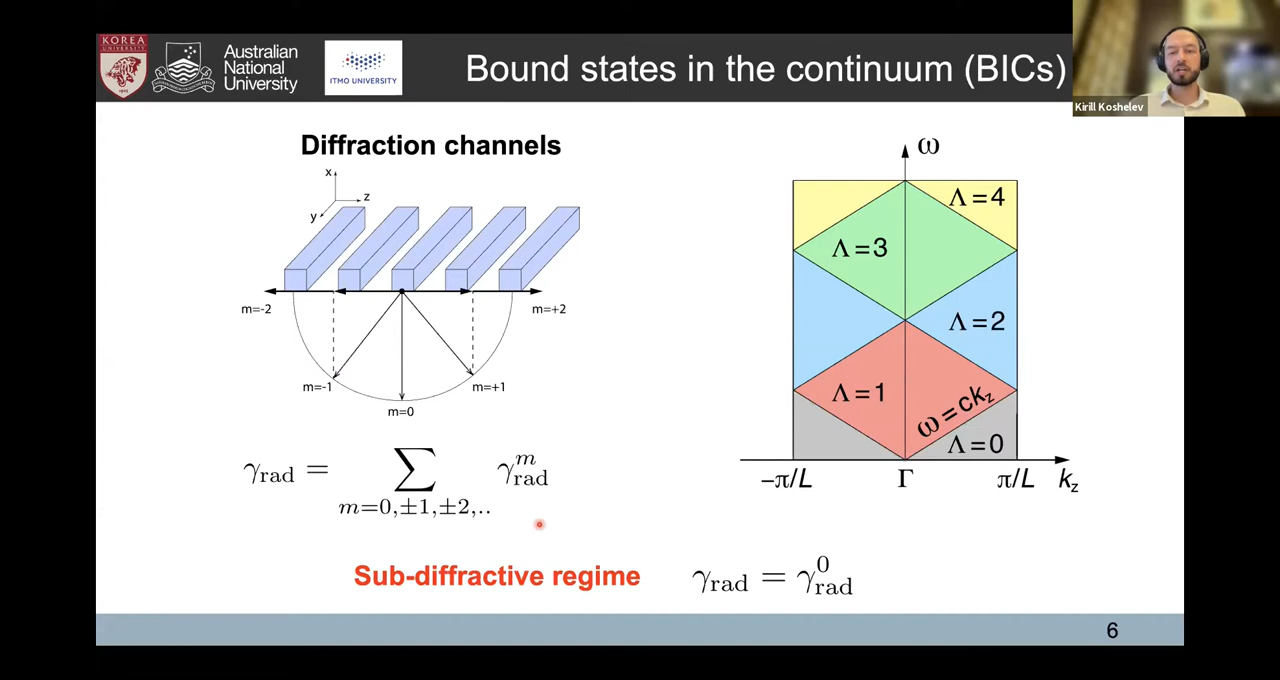 KOREA
UNIVERSITY
Australian
National
University
ITMO UNIVERSITY
Bound states in the continuum (BICs)
Kirill Koshelev
Diffraction channels
x
z
y
m=-2
m=+2
m=-1
m=+1
m=0
γ_rad = ∑ γ^m_rad
m=0,±1,±2,..
ω
Λ=4
Λ=3
Λ=2
Λ=1
ω=ck_z
Λ=0
−π/L
Γ
π/L
k_z
Sub-diffractive regime γ_rad = γ^0_rad
6